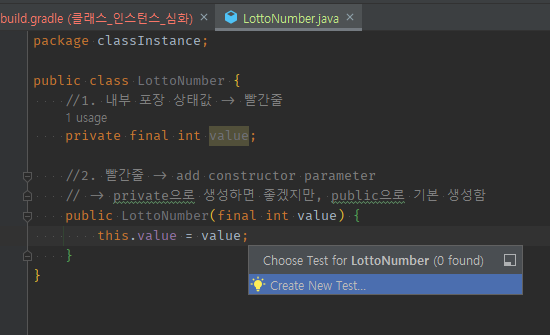 build.gradle (클래스_인스턴스_심화)
LottoNumber.java
package classInstance;
public class LottoNumber {
//1. 내부 포장 상태값 -> 빨간줄
1 usage
private final int value;
//2. 빨간줄 -> add constructor parameter
// -> private으로 생성하면 좋겠지만, public으로 기본 생성함
public LottoNumber(final int value) {
this.value = value;
}
}
Choose Test for LottoNumber (0 found)
Create New Test...